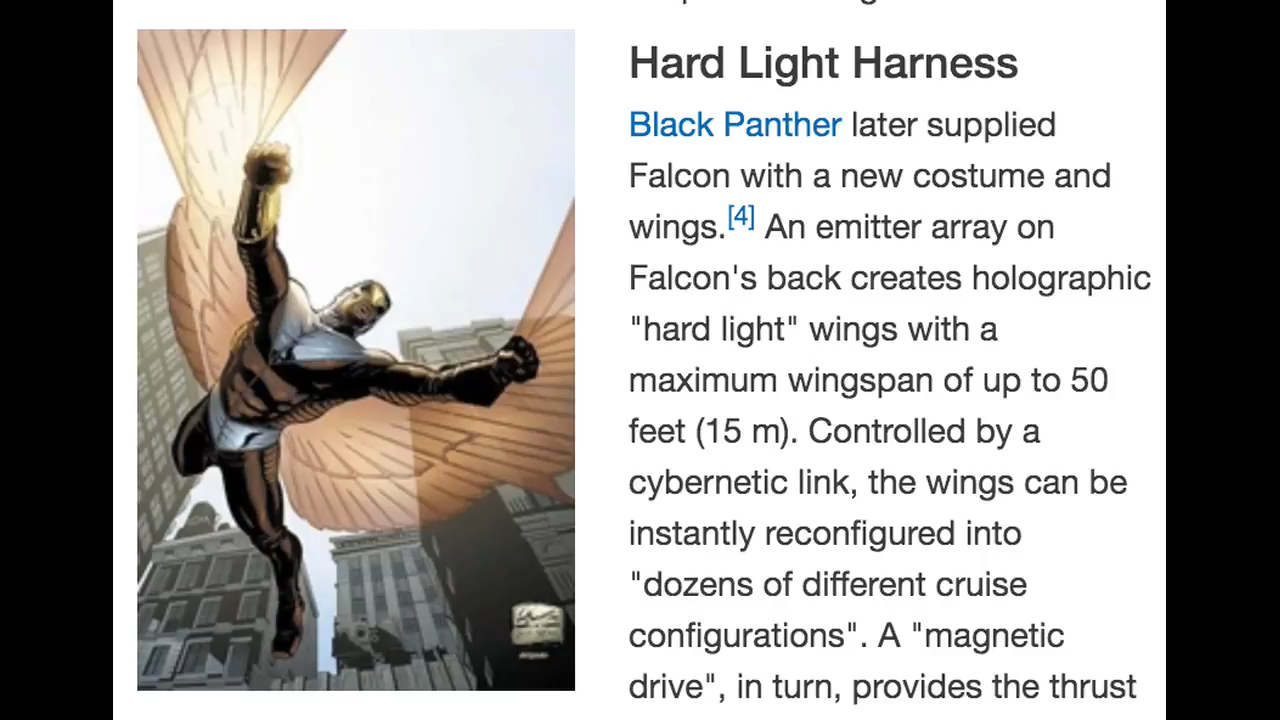 Hard Light Harness
Black Panther later supplied
Falcon with a new costume and
wings.[4] An emitter array on
Falcon's back creates holographic
"hard light" wings with a
maximum wingspan of up to 50
feet (15 m). Controlled by a
cybernetic link, the wings can be
instantly reconfigured into
"dozens of different cruise
configurations". A "magnetic
drive", in turn, provides the thrust